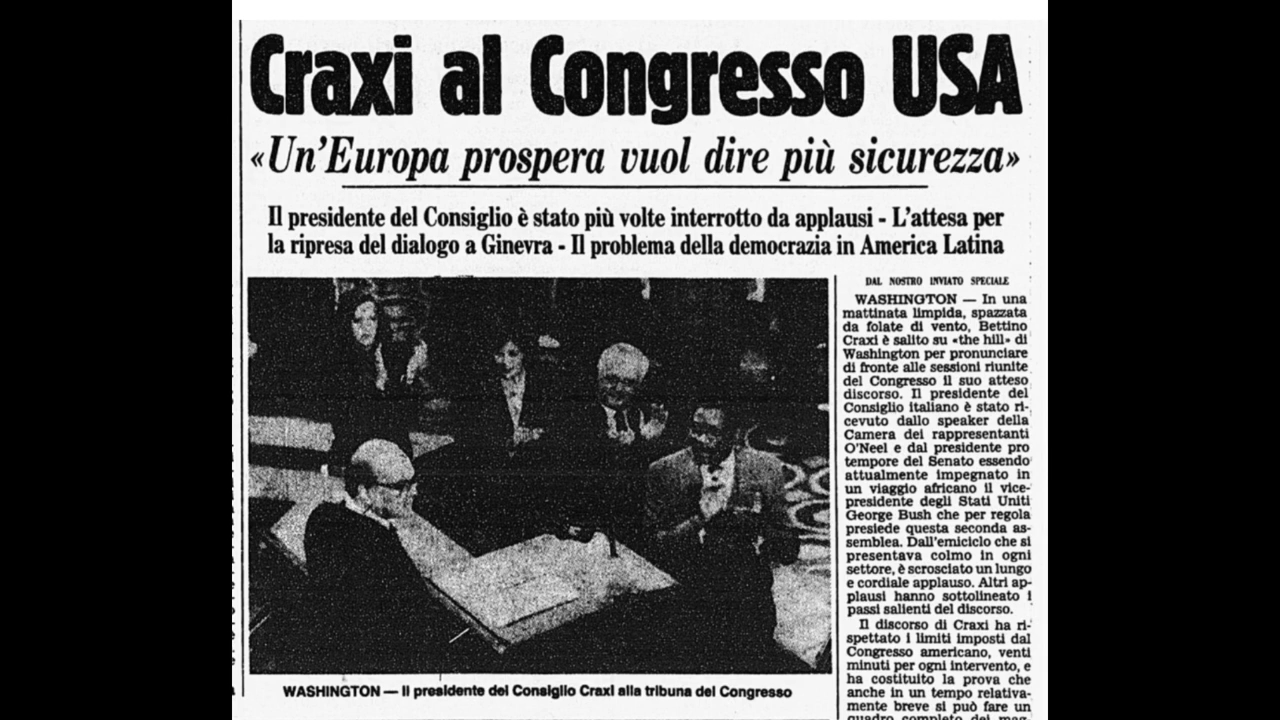 Craxi al Congresso USA
«Un'Europa prospera vuol dire più sicurezza»
Il presidente del Consiglio è stato più volte interrotto da applausi - L'attesa per
la ripresa del dialogo a Ginevra - Il problema della democrazia in America Latina
DAL NOSTRO INVIATO SPECIALE
WASHINGTON — In una
mattinata limpida, spazzata
da folate di vento, Bettino
Craxi è salito su «the hill» di
Washington per pronunciare
di fronte alle sessioni riunite
del Congresso il suo atteso
discorso. Il presidente del
Consiglio italiano è stato ri-
cevuto dallo speaker della
Camera dei rappresentanti
O'Neel e dal presidente pro
tempore del Senato essendo
attualmente impegnato in
un viaggio africano il vice-
presidente degli Stati Uniti
George Bush che per regola
presiede questa seconda as-
semblea. Dall'emiciclo che si
presentava colmo in ogni
settore, è scrosciato un lungo
e cordiale applauso. Altri ap-
plausi hanno sottolineato i
passi salienti del discorso.
Il discorso di Craxi ha ri-
spettato i limiti imposti dal
Congresso americano, venti
minuti per ogni intervento, e
ha costituito la prova che
anche in un tempo relativa-
mente breve si può fare un
quadro completo dei mag-
WASHINGTON — Il presidente del Consiglio Craxi alla tribuna del Congresso